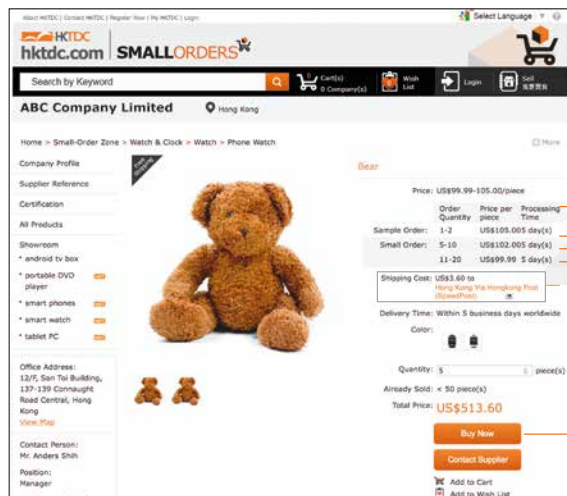 About HKTDC | Contact HKTDC | Register Now | My HKTDC | Login
Select Language
HKTDC
hktdc.com SMALLORDERS
Search by Keyword
0 Cart(s)
0 Company(s)
Wish List
Login
Sell
ABC Company Limited
Hong Kong
Home > Small-Order Zone > Watch & Clock > Watch > Phone Watch
More
Company Profile
Supplier Reference
Certification
All Products
Showroom
android tv box
portable DVD
player
smart phones
smart watch
tablet PC
Office Address:
12/F, San Toi Building,
137-139 Connaught
Road Central, Hong
Kong
View Map
Contact Person:
Mr. Anders Shih
Position:
Manager
Free
Shipping
Bear
Price: US$99.99-105.00/piece
Order Quantity Price per piece Processing Time
Sample Order: 1-2 US$105.00 5 day(s)
Small Order: 5-10 US$102.00 5 day(s)
11-20 US$99.99 5 day(s)
Shipping Cost: US$3.60 to
Hong Kong Via Hongkong Post
(SpeedPost)
Delivery Time: Within 5 business days worldwide
Color:
Quantity: 5 piece(s)
Already Sold: < 50 piece(s)
Total Price: US$513.60
Buy Now
Contact Supplier
Add to Cart
Add to Wish List